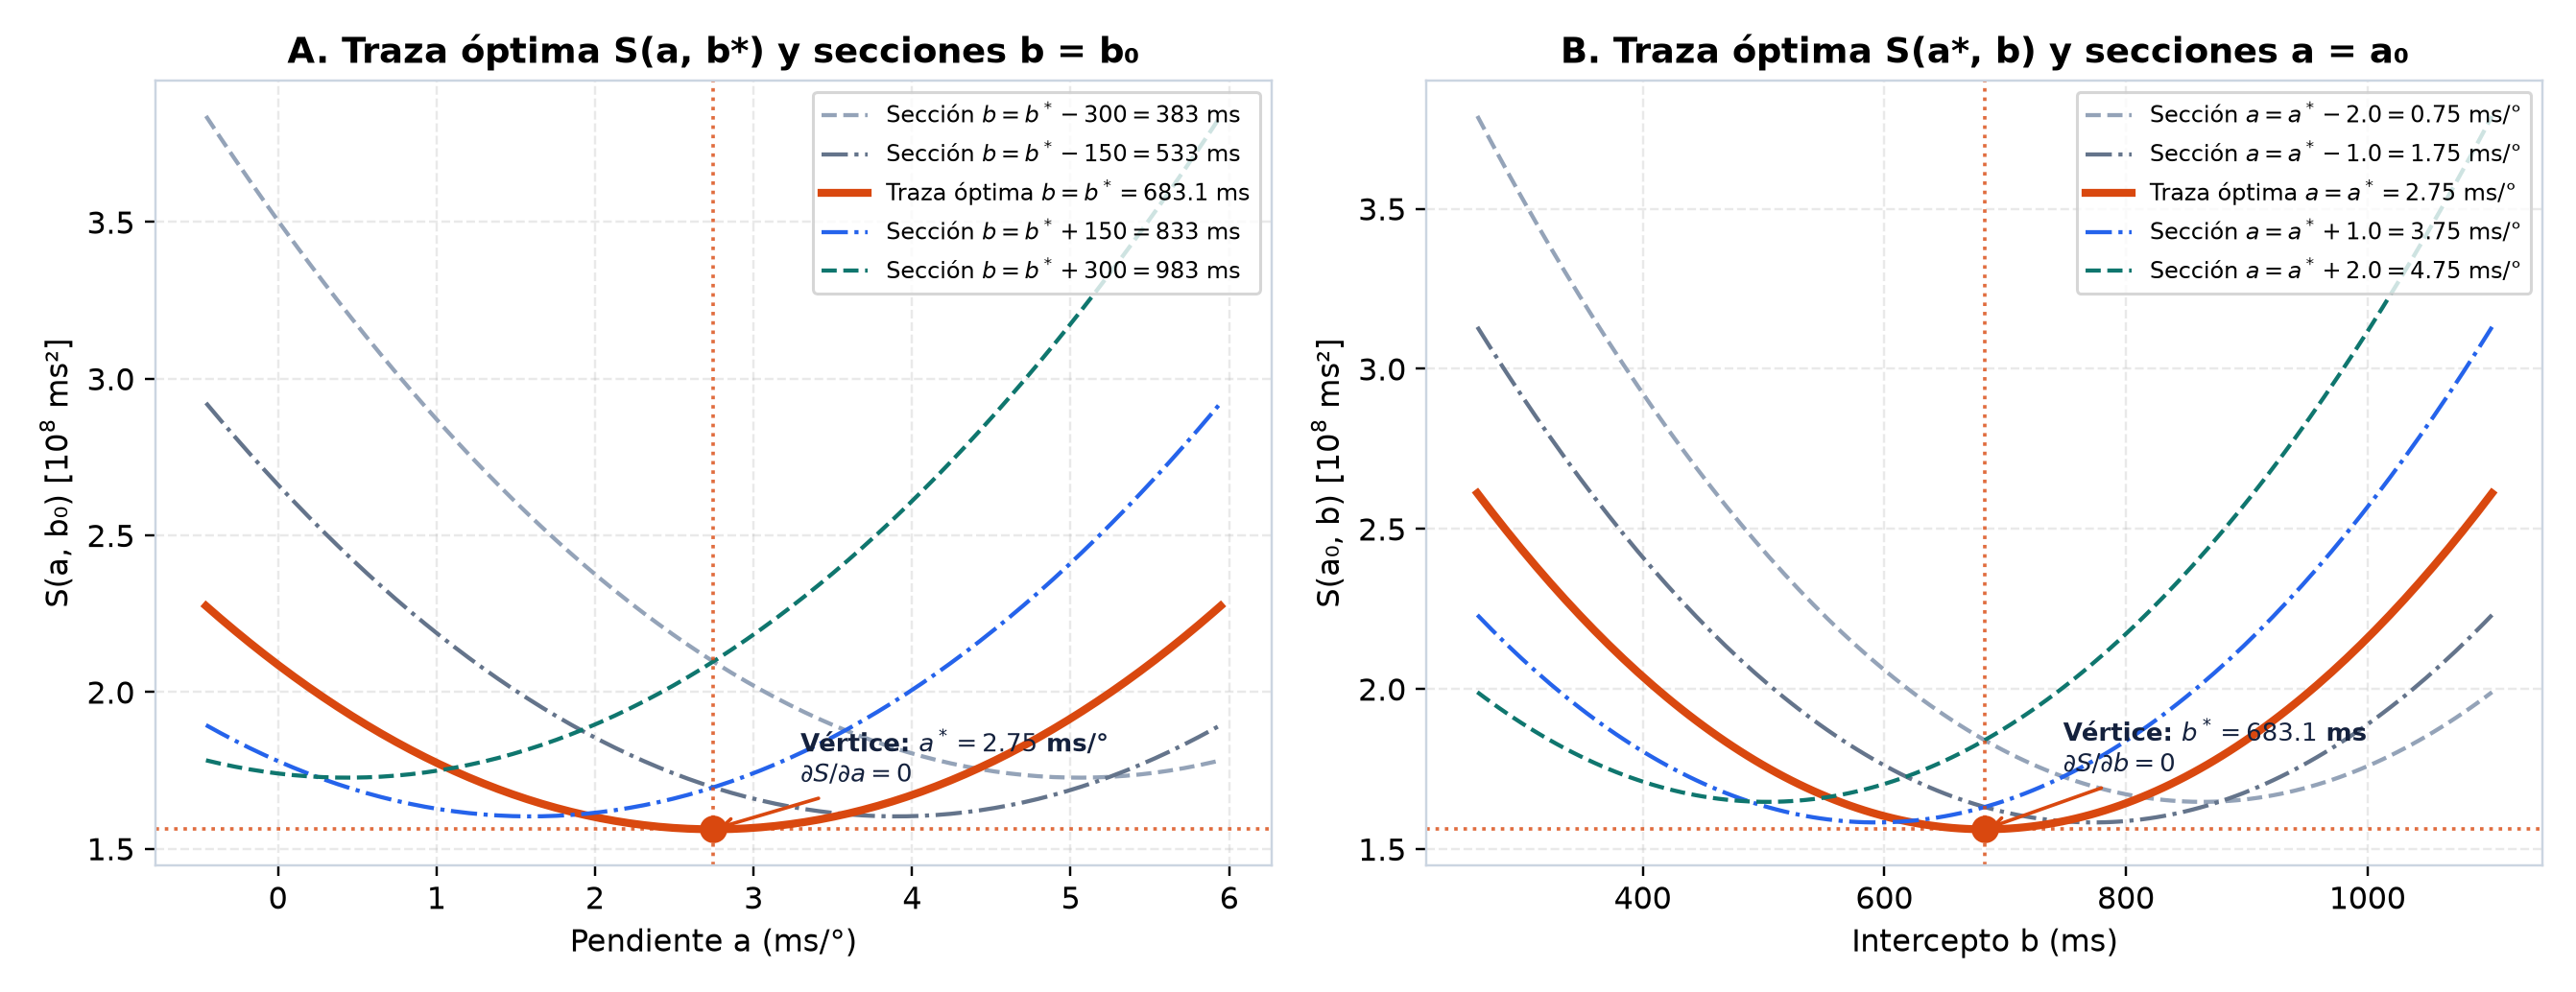 A. Traza óptima S(a, b*) y secciones b = b₀
Sección b = b* − 300 = 383 ms
Sección b = b* − 150 = 533 ms
Traza óptima b = b* = 683.1 ms
Sección b = b* + 150 = 833 ms
Sección b = b* + 300 = 983 ms
3.5
3.0
2.5
2.0
1.5
S(a, b₀) [10⁸ ms²]
Vértice: a* = 2.75 ms/°
∂S/∂a = 0
0 1 2 3 4 5 6
Pendiente a (ms/°)
B. Traza óptima S(a*, b) y secciones a = a₀
Sección a = a* − 2.0 = 0.75 ms/°
Sección a = a* − 1.0 = 1.75 ms/°
Traza óptima a = a* = 2.75 ms/°
Sección a = a* + 1.0 = 3.75 ms/°
Sección a = a* + 2.0 = 4.75 ms/°
3.5
3.0
2.5
2.0
1.5
S(a₀, b) [10⁸ ms²]
Vértice: b* = 683.1 ms
∂S/∂b = 0
400 600 800 1000
Intercepto b (ms)